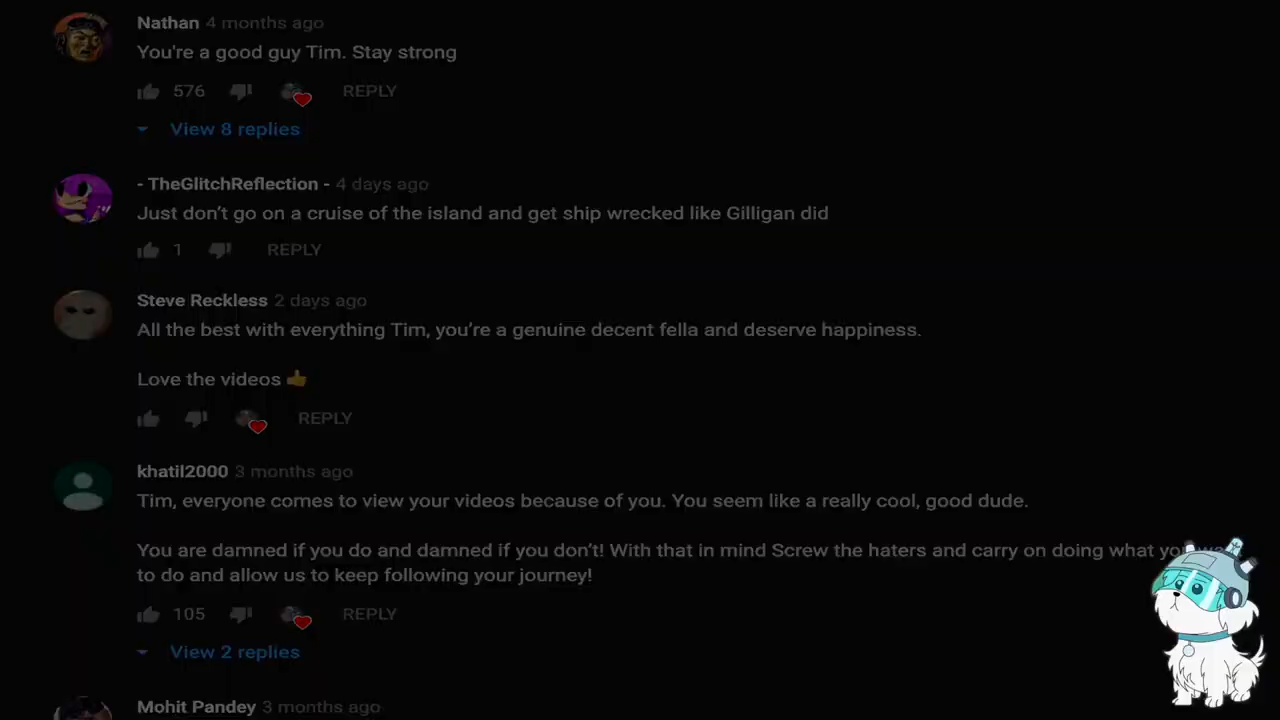 Nathan 4 months ago
You're a good guy Tim. Stay strong
576 REPLY
View 8 replies
- TheGlitchReflection - 4 days ago
Just don't go on a cruise of the island and get ship wrecked like Gilligan did
1 REPLY
Steve Reckless 2 days ago
All the best with everything Tim, you're a genuine decent fella and deserve happiness.
Love the videos 👍
REPLY
khatil2000 3 months ago
Tim, everyone comes to view your videos because of you. You seem like a really cool, good dude.
You are damned if you do and damned if you don't! With that in mind Screw the haters and carry on doing what you
to do and allow us to keep following your journey!
105 REPLY
View 2 replies
Mohit Pandey 3 months ago